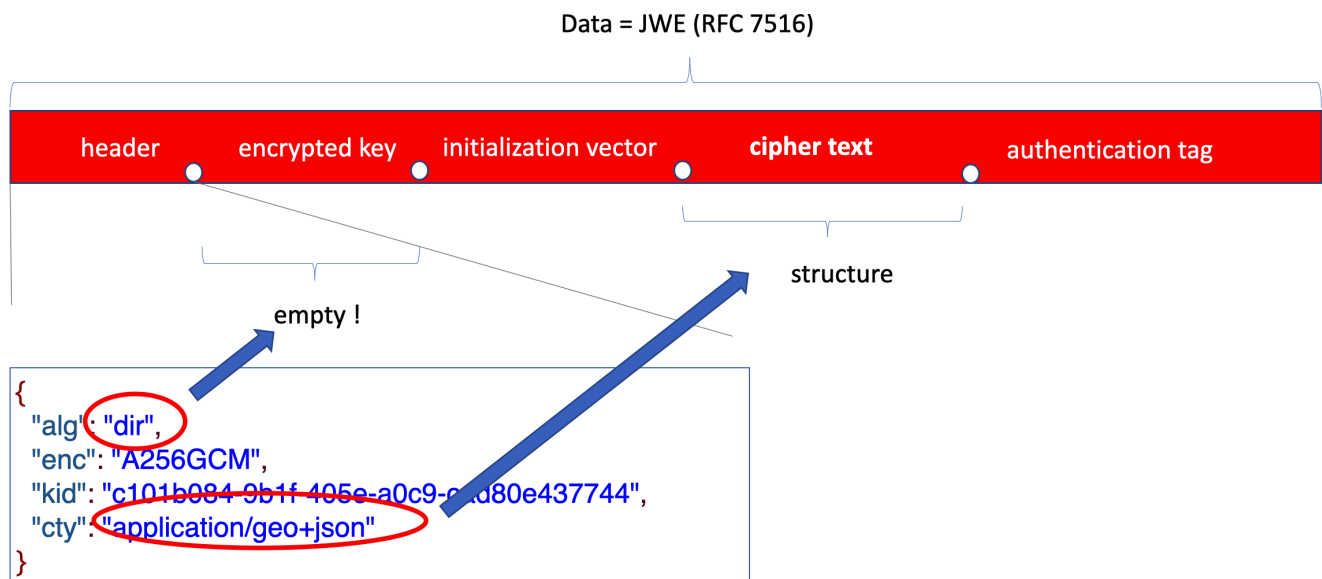 Data = JWE (RFC 7516)
header encrypted key initialization vector cipher text authentication tag
structure
empty !
{
"alg": "dir",
"enc": "A256GCM",
"kid": "c101b084-9b1f-405e-a0c9-cad80e437744",
"cty": "application/geo+json"
}